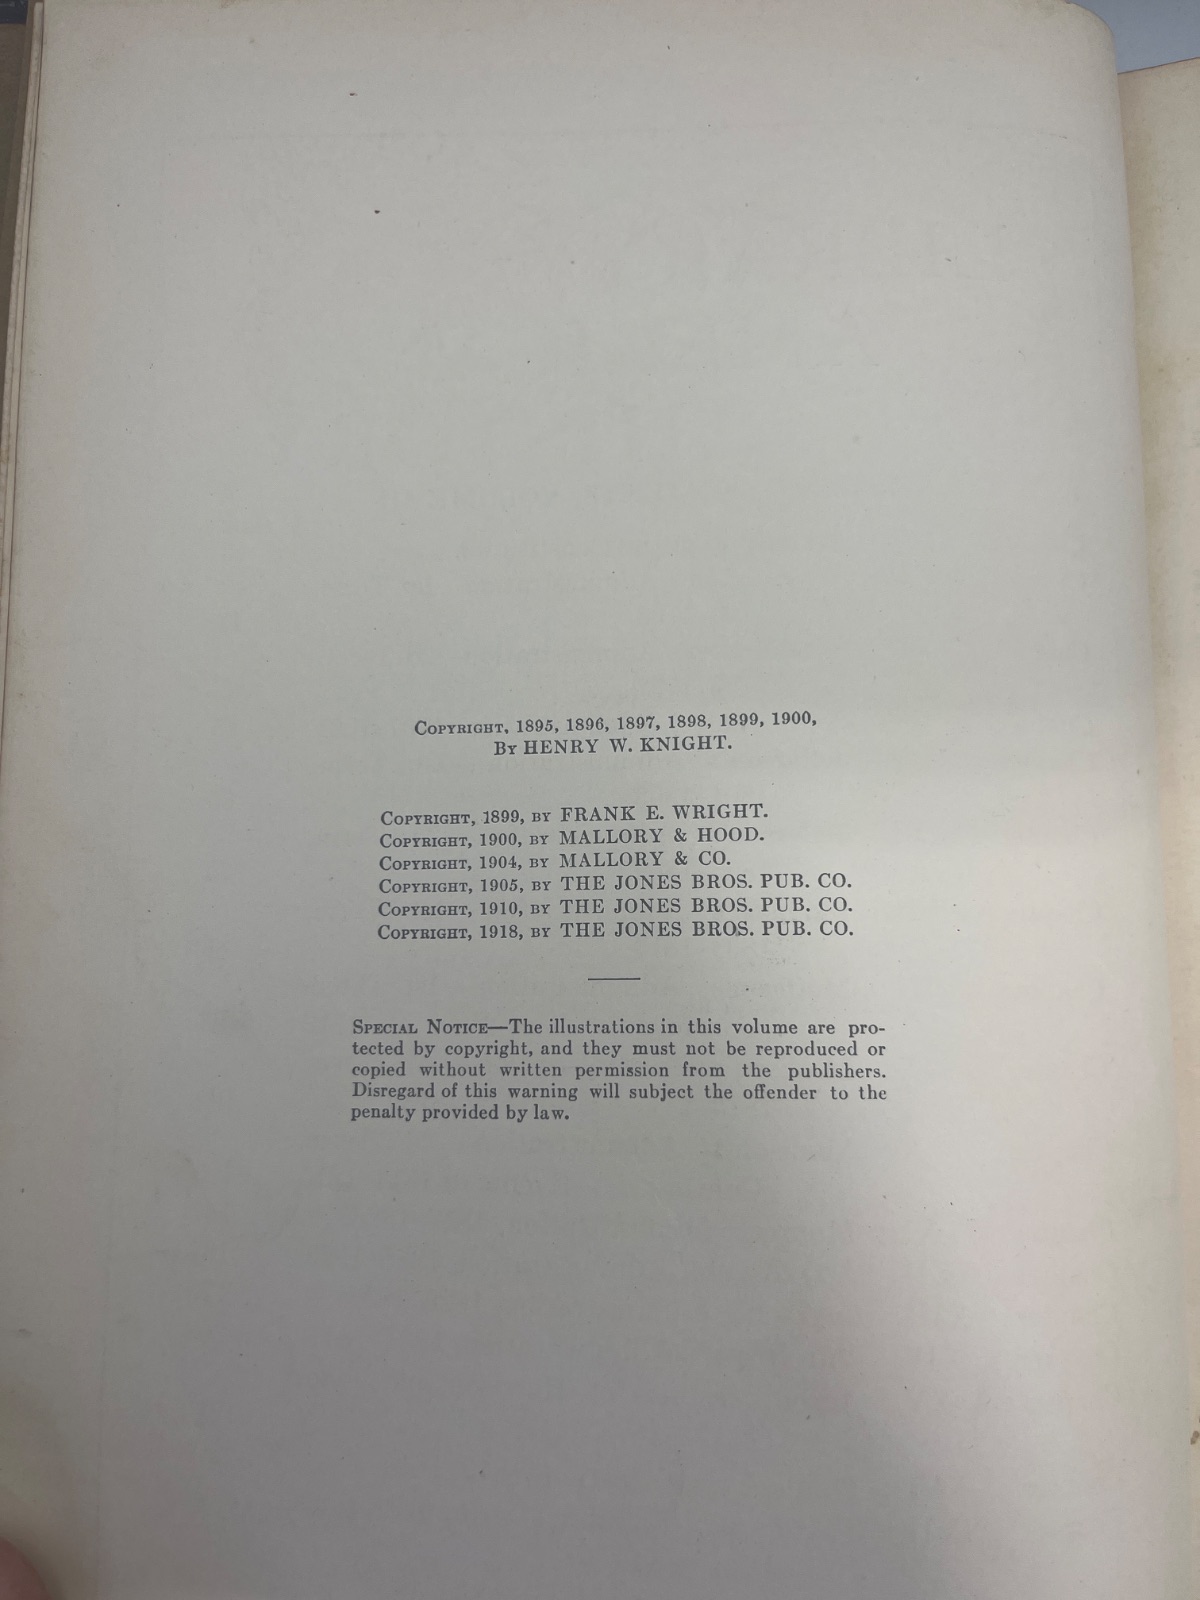 COPYRIGHT, 1895, 1896, 1897, 1898, 1899, 1900,
BY HENRY W. KNIGHT.
COPYRIGHT, 1899, BY FRANK E. WRIGHT.
COPYRIGHT, 1900, BY MALLORY & HOOD.
COPYRIGHT, 1904, BY MALLORY & CO.
COPYRIGHT, 1905, BY THE JONES BROS. PUB. CO.
COPYRIGHT, 1910, BY THE JONES BROS. PUB. CO.
COPYRIGHT, 1918, BY THE JONES BROS. PUB. CO.
SPECIAL NOTICE—The illustrations in this volume are pro-
tected by copyright, and they must not be reproduced or
copied without written permission from the publishers.
Disregard of this warning will subject the offender to the
penalty provided by law.